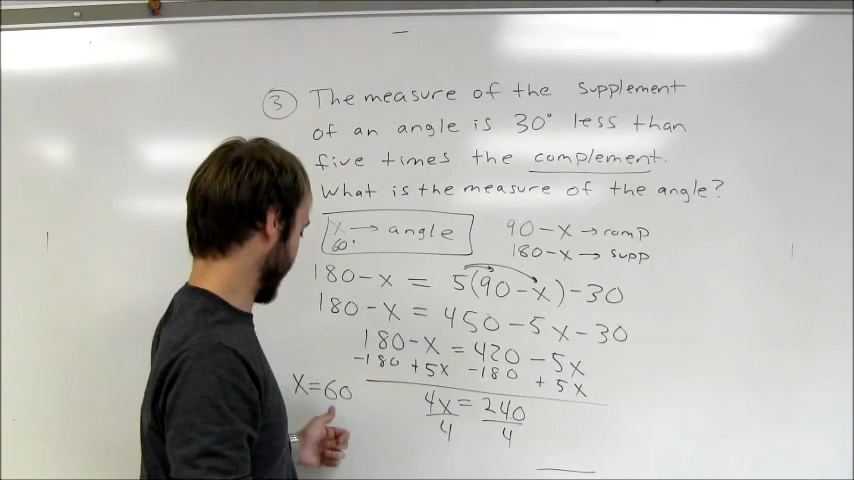 ③ The measure of the supplement
of an angle is 30° less than
five times the complement.
What is the measure of the angle?
x → angle
60°
90-x → comp
180-x → supp
180-x = 5(90-x)-30
180-x = 450-5x-30
180-x = 420-5x
-180 +5x -180 +5x
4x = 240
4 4
x=60